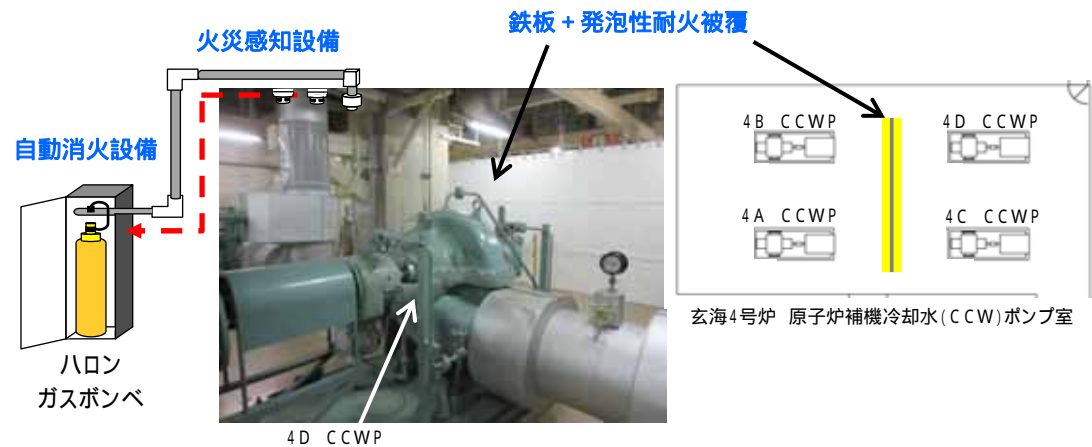 火災感知設備
鉄板+発泡性耐火被覆
自動消火設備
ハロン
ガスボンベ
4D CCWP
4B CCWP
4D CCWP
4A CCWP
4C CCWP
玄海4号炉 原子炉補機冷却水(CCW)ポンプ室